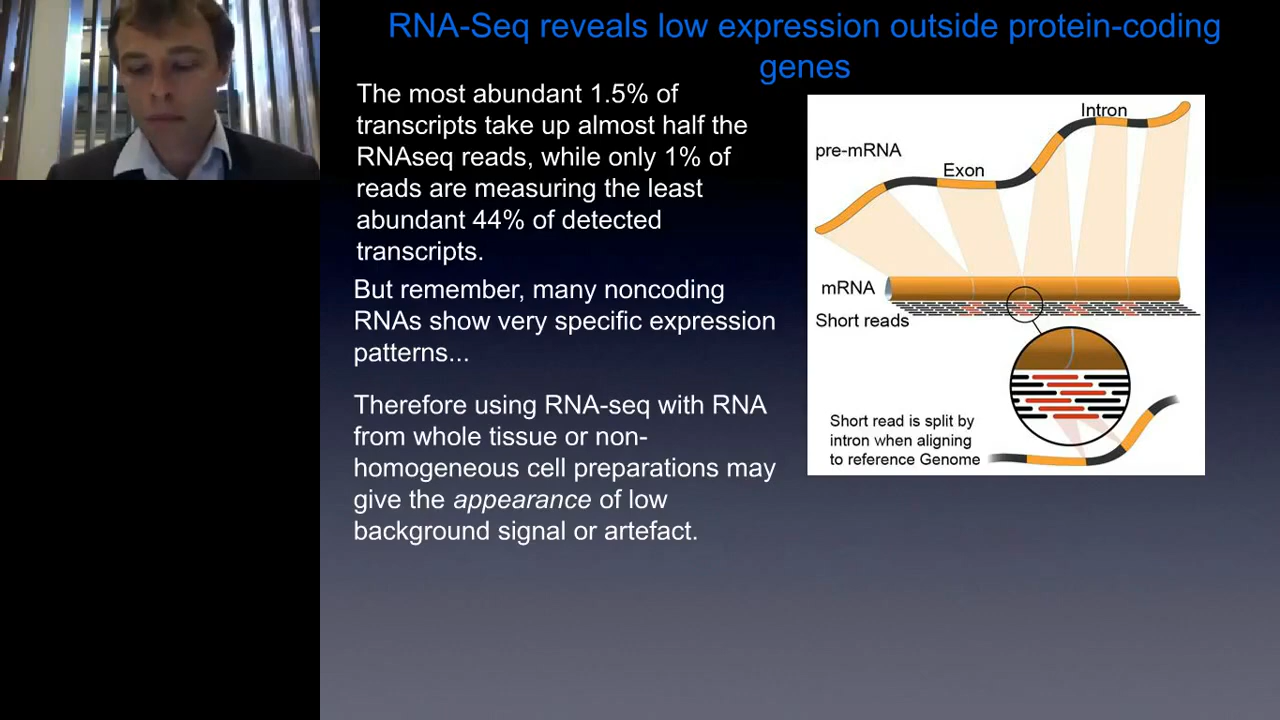 RNA-Seq reveals low expression outside protein-coding
genes
The most abundant 1.5% of
transcripts take up almost half the
RNAseq reads, while only 1% of
reads are measuring the least
abundant 44% of detected
transcripts.
But remember, many noncoding
RNAs show very specific expression
patterns...
Therefore using RNA-seq with RNA
from whole tissue or non-
homogeneous cell preparations may
give the appearance of low
background signal or artefact.
Intron
pre-mRNA
Exon
mRNA
Short reads
Short read is split by
intron when aligning
to reference Genome